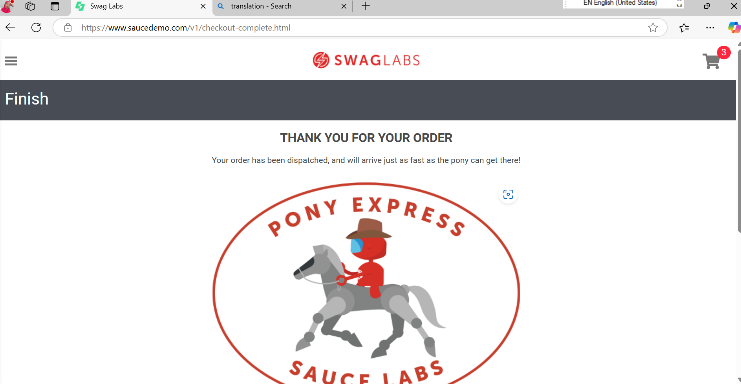 EN English (United States)
Swag Labs
translation - Search
https://www.saucedemo.com/v1/checkout-complete.html
SWAGLABS
3
Finish
THANK YOU FOR YOUR ORDER
Your order has been dispatched, and will arrive just as fast as the pony can get there!
PONY EXPRESS
SAUCE LABS